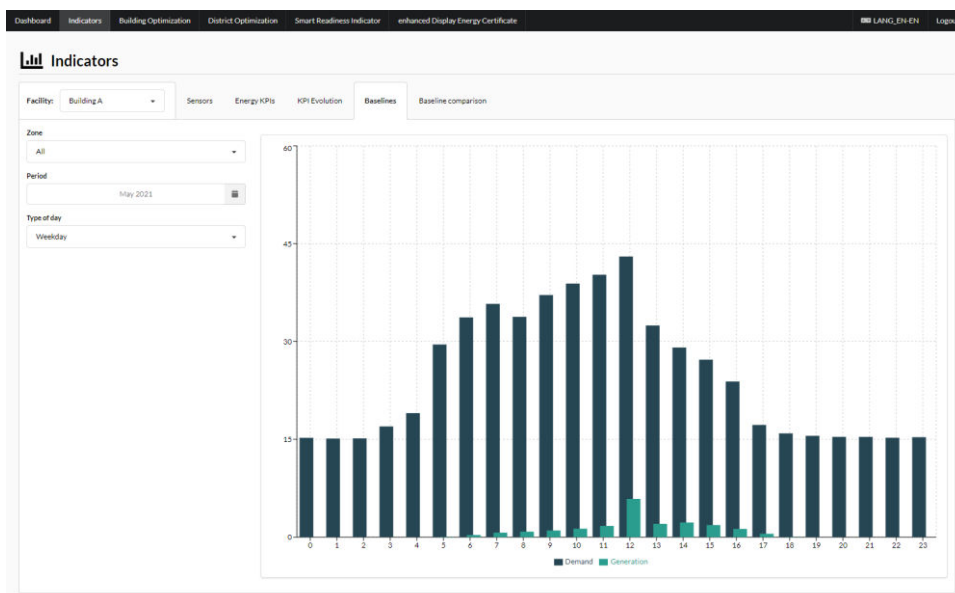 Dashboard Indicators Building Optimization District Optimization Smart Readiness Indicator enhanced Display Energy Certificate LANG_EN-EN Logou
Indicators
Facility: Building A Sensors Energy KPIs KPI Evolution Baselines Baseline comparison
Zone
All
Period
May 2021
Type of day
Weekday
60
45
30
15
0
0 1 2 3 4 5 6 7 8 9 10 11 12 13 14 15 16 17 18 19 20 21 22 23
Demand Generation